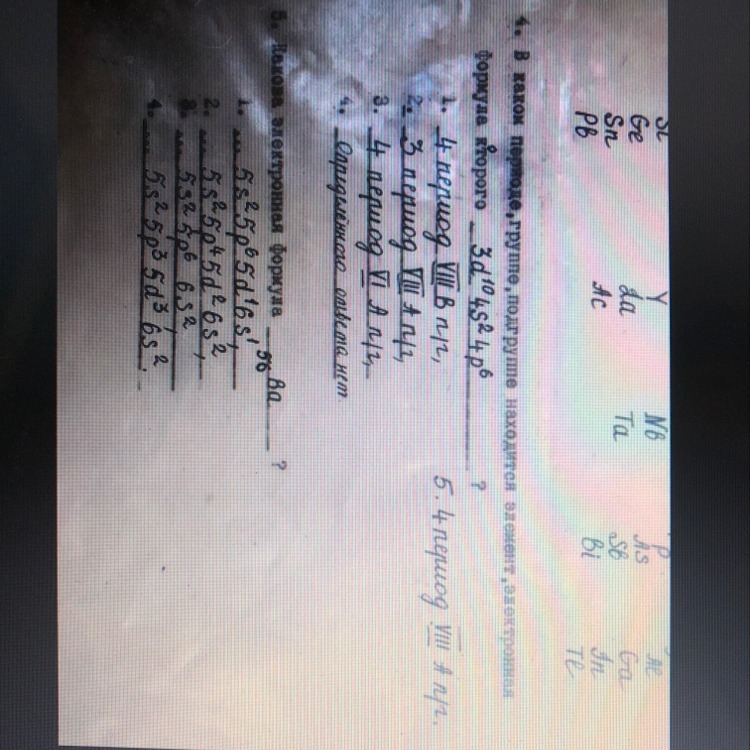 Ge
Sn
Pb
Y
La
Ac
Nb
Ta
P
As
Sb
Bi
Ga
In
Tl
4. В каком периоде, группе, подгруппе находится элемент, электронная
формула которого 3d¹⁰4s²4p⁶ ?
1. 4 период VIII В п/г,
2. 3 период VIII А п/г,
3. 4 период VI А п/г,
4. Определённого ответа нет
5. 4 период VIII А п/г.
5. Какова электронная формула ⁵⁶Ba ?
1. ... 5s²5p⁶5d¹6s¹,
2. ... 5s²5p⁴5d²6s²,
3. ... 5s²5p⁶ 6s²,
4. ... 5s²5p³5d³6s².